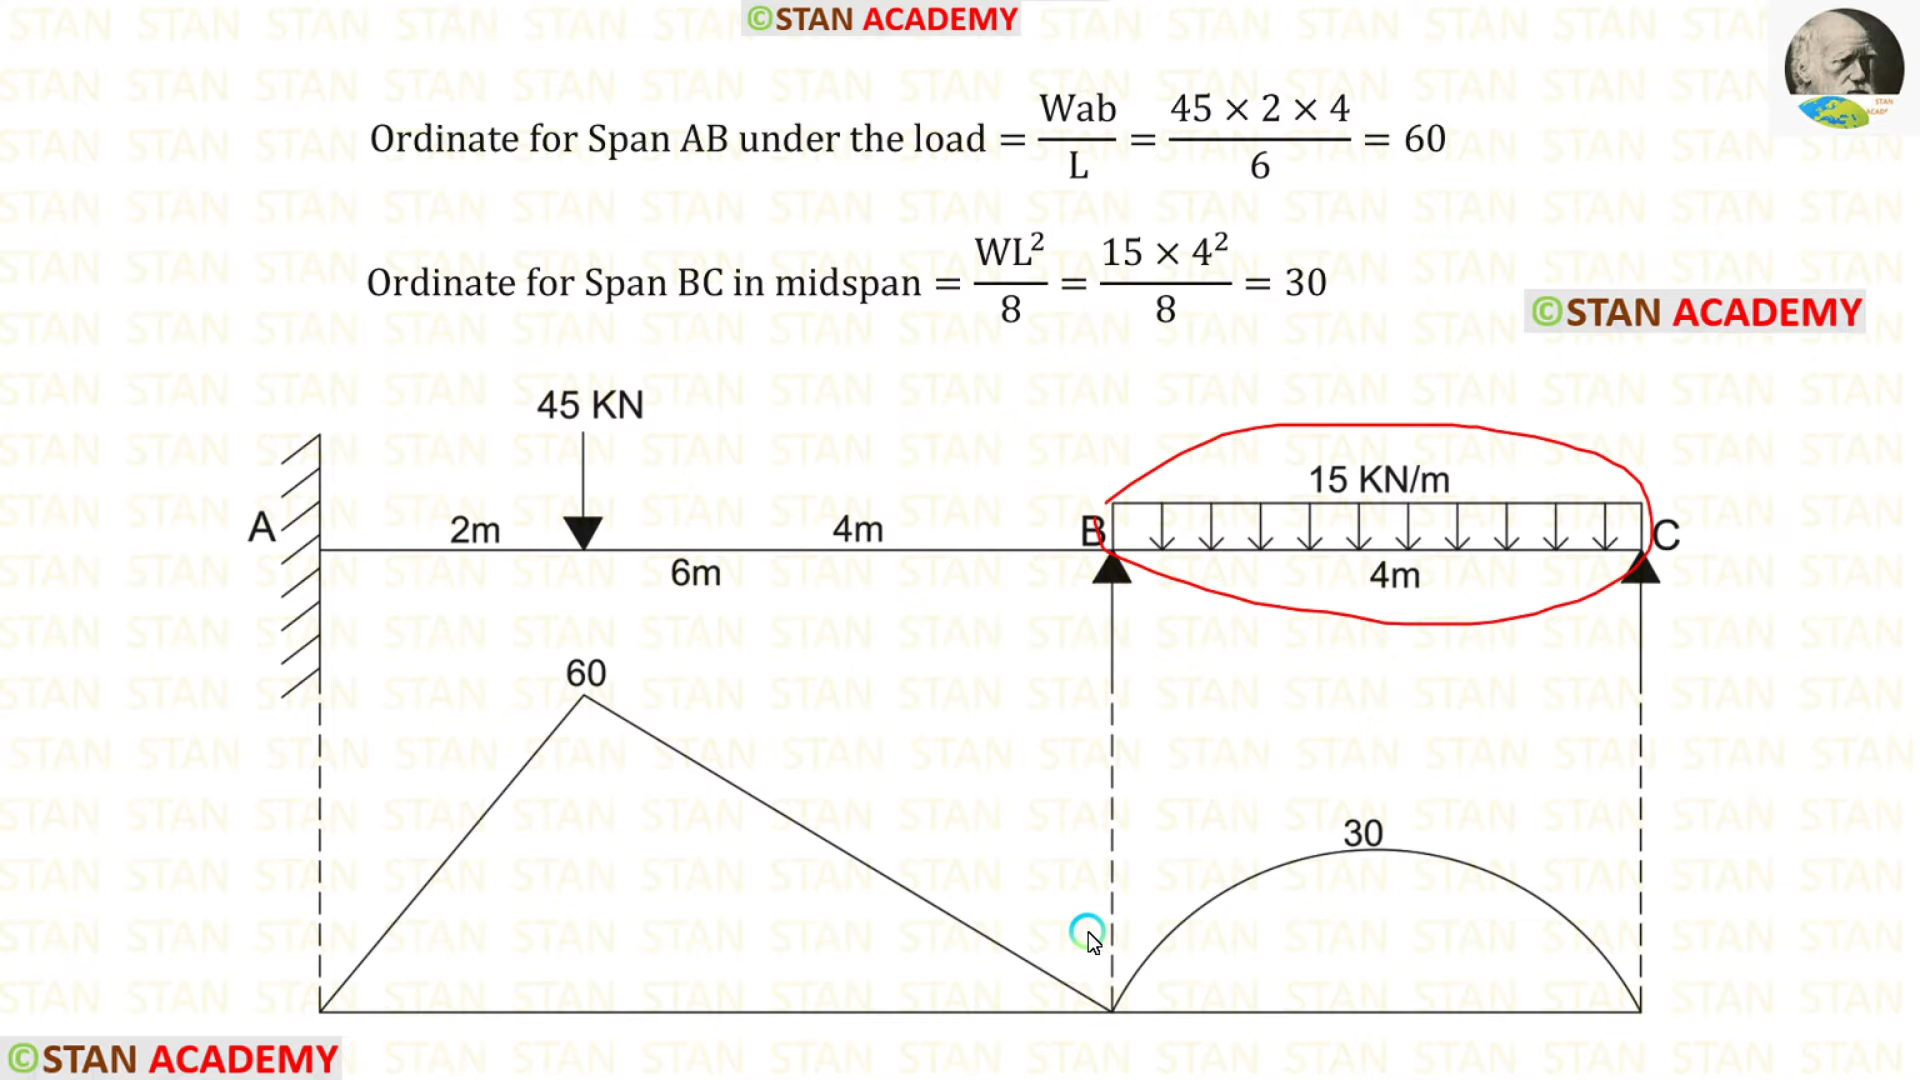 ©STAN ACADEMY
Ordinate for Span AB under the load = Wab/L = 45 × 2 × 4/6 = 60
Ordinate for Span BC in midspan = WL²/8 = 15 × 4²/8 = 30
©STAN ACADEMY
45 KN
15 KN/m
A 2m 4m B C
6m 4m
60
30
©STAN ACADEMY